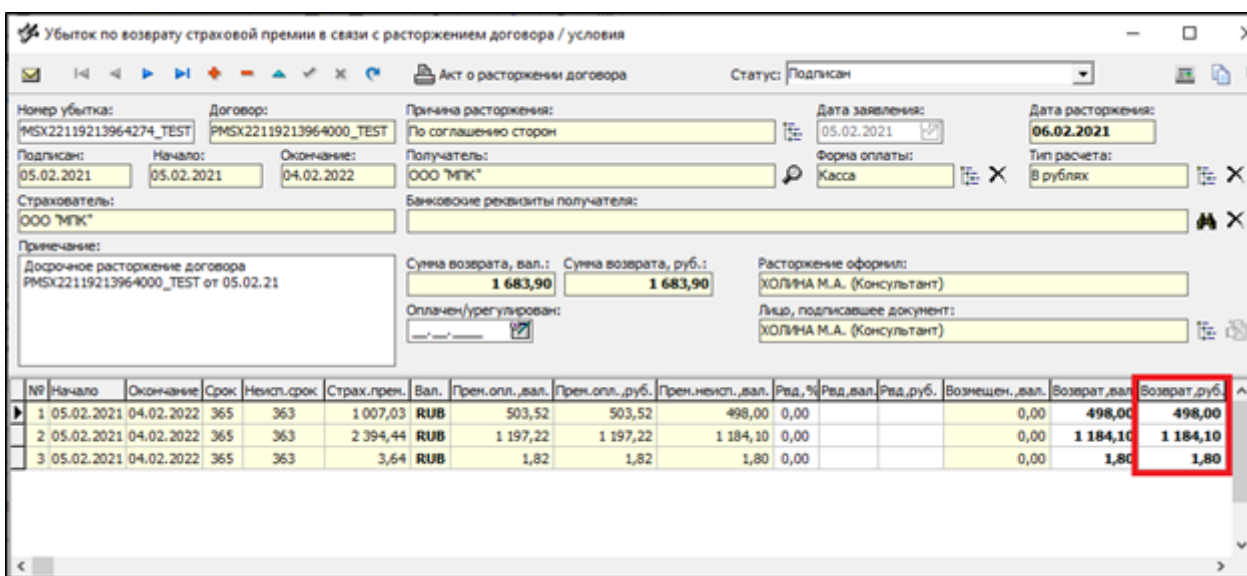 Убыток по возврату страховой премии в связи с расторжением договора / условия
Акт о расторжении договора Статус: Подписан
Номер убытка: Договор: Причина расторжения: Дата заявления: Дата расторжения:
MSX22119213964274_TEST PMSX22119213964000_TEST По соглашению сторон 05.02.2021 06.02.2021
Подписан: Начало: Окончание: Получатель: Форма оплаты: Тип расчета:
05.02.2021 05.02.2021 04.02.2022 ООО "МПК" Касса В рублях
Страхователь: Банковские реквизиты получателя:
ООО "МПК"
Примечание:
Досрочное расторжение договора
PMSX22119213964000_TEST от 05.02.21
Сумма возврата, вал.: Сумма возврата, руб.: Расторжение оформил:
1 683,90 1 683,90 ХОЛИНА М.А. (Консультант)
Оплачен/урегулирован: Лицо, подписавшее документ:
__.__.____ ХОЛИНА М.А. (Консультант)
№ Начало Окончание Срок Неисп.срок Страх.прем. Вал. Прем.опл.,вал. Прем.опл.,руб. Прем.неисп.,вал. Рвд,% Рвд,вал. Рвд,руб. Возмещен.,вал. Возврат,вал Возврат,руб.
1 05.02.2021 04.02.2022 365 363 1 007,03 RUB 503,52 503,52 498,00 0,00 0,00 498,00 498,00
2 05.02.2021 04.02.2022 365 363 2 394,44 RUB 1 197,22 1 197,22 1 184,10 0,00 0,00 1 184,10 1 184,10
3 05.02.2021 04.02.2022 365 363 3,64 RUB 1,82 1,82 1,80 0,00 0,00 1,80 1,80